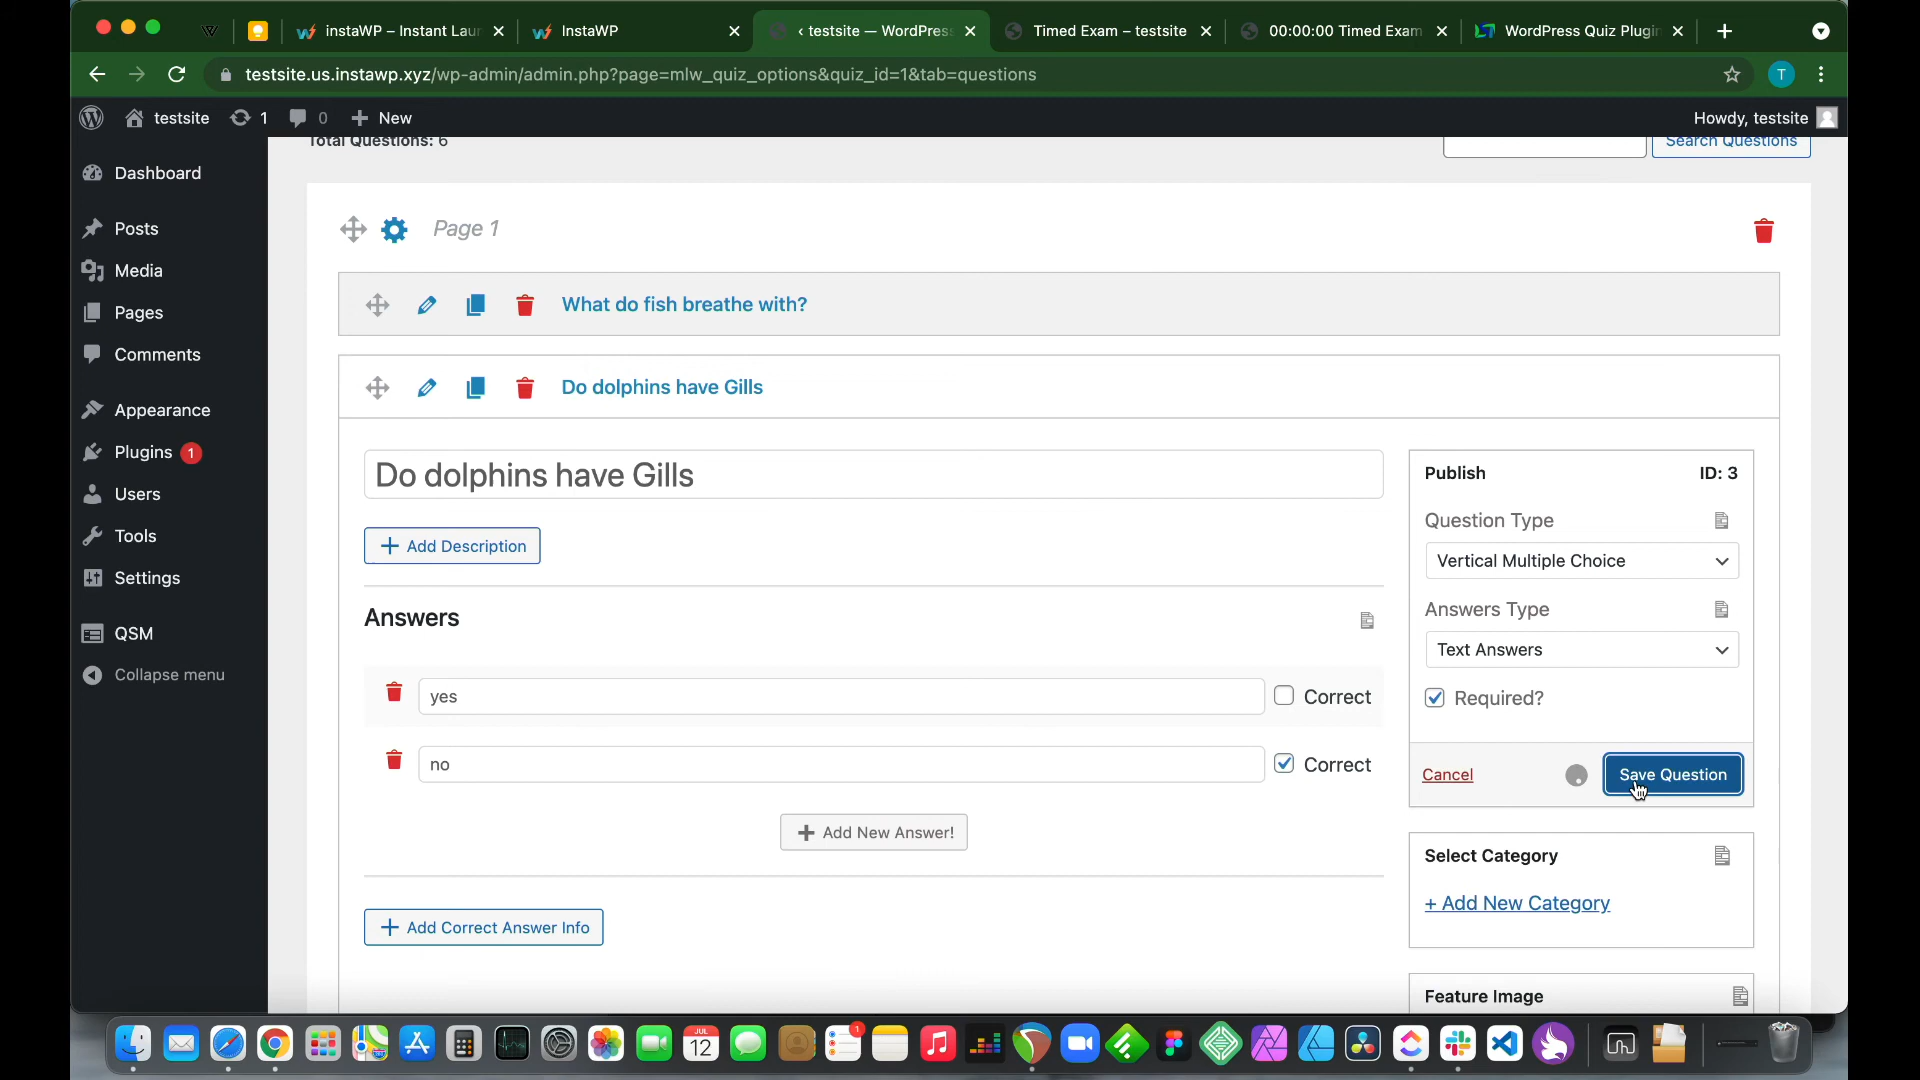 instaWP – Instant Lau
InstaWP
‹ testsite — WordPress
Timed Exam – testsite
00:00:00 Timed Exam
WordPress Quiz Plugin
testsite.us.instawp.xyz/wp-admin/admin.php?page=mlw_quiz_options&quiz_id=1&tab=questions
T
testsite
1
0
New
Howdy, testsite
Total Questions: 6
Search Questions
Dashboard
Posts
Media
Pages
Comments
Appearance
Plugins 1
Users
Tools
Settings
QSM
Collapse menu
Page 1
What do fish breathe with?
Do dolphins have Gills
Do dolphins have Gills
Add Description
Answers
yes
Correct
no
Correct
Add New Answer!
Add Correct Answer Info
Publish
ID: 3
Question Type
Vertical Multiple Choice
Answers Type
Text Answers
Required?
Cancel
Save Question
Select Category
+ Add New Category
Feature Image
JUL
12
1